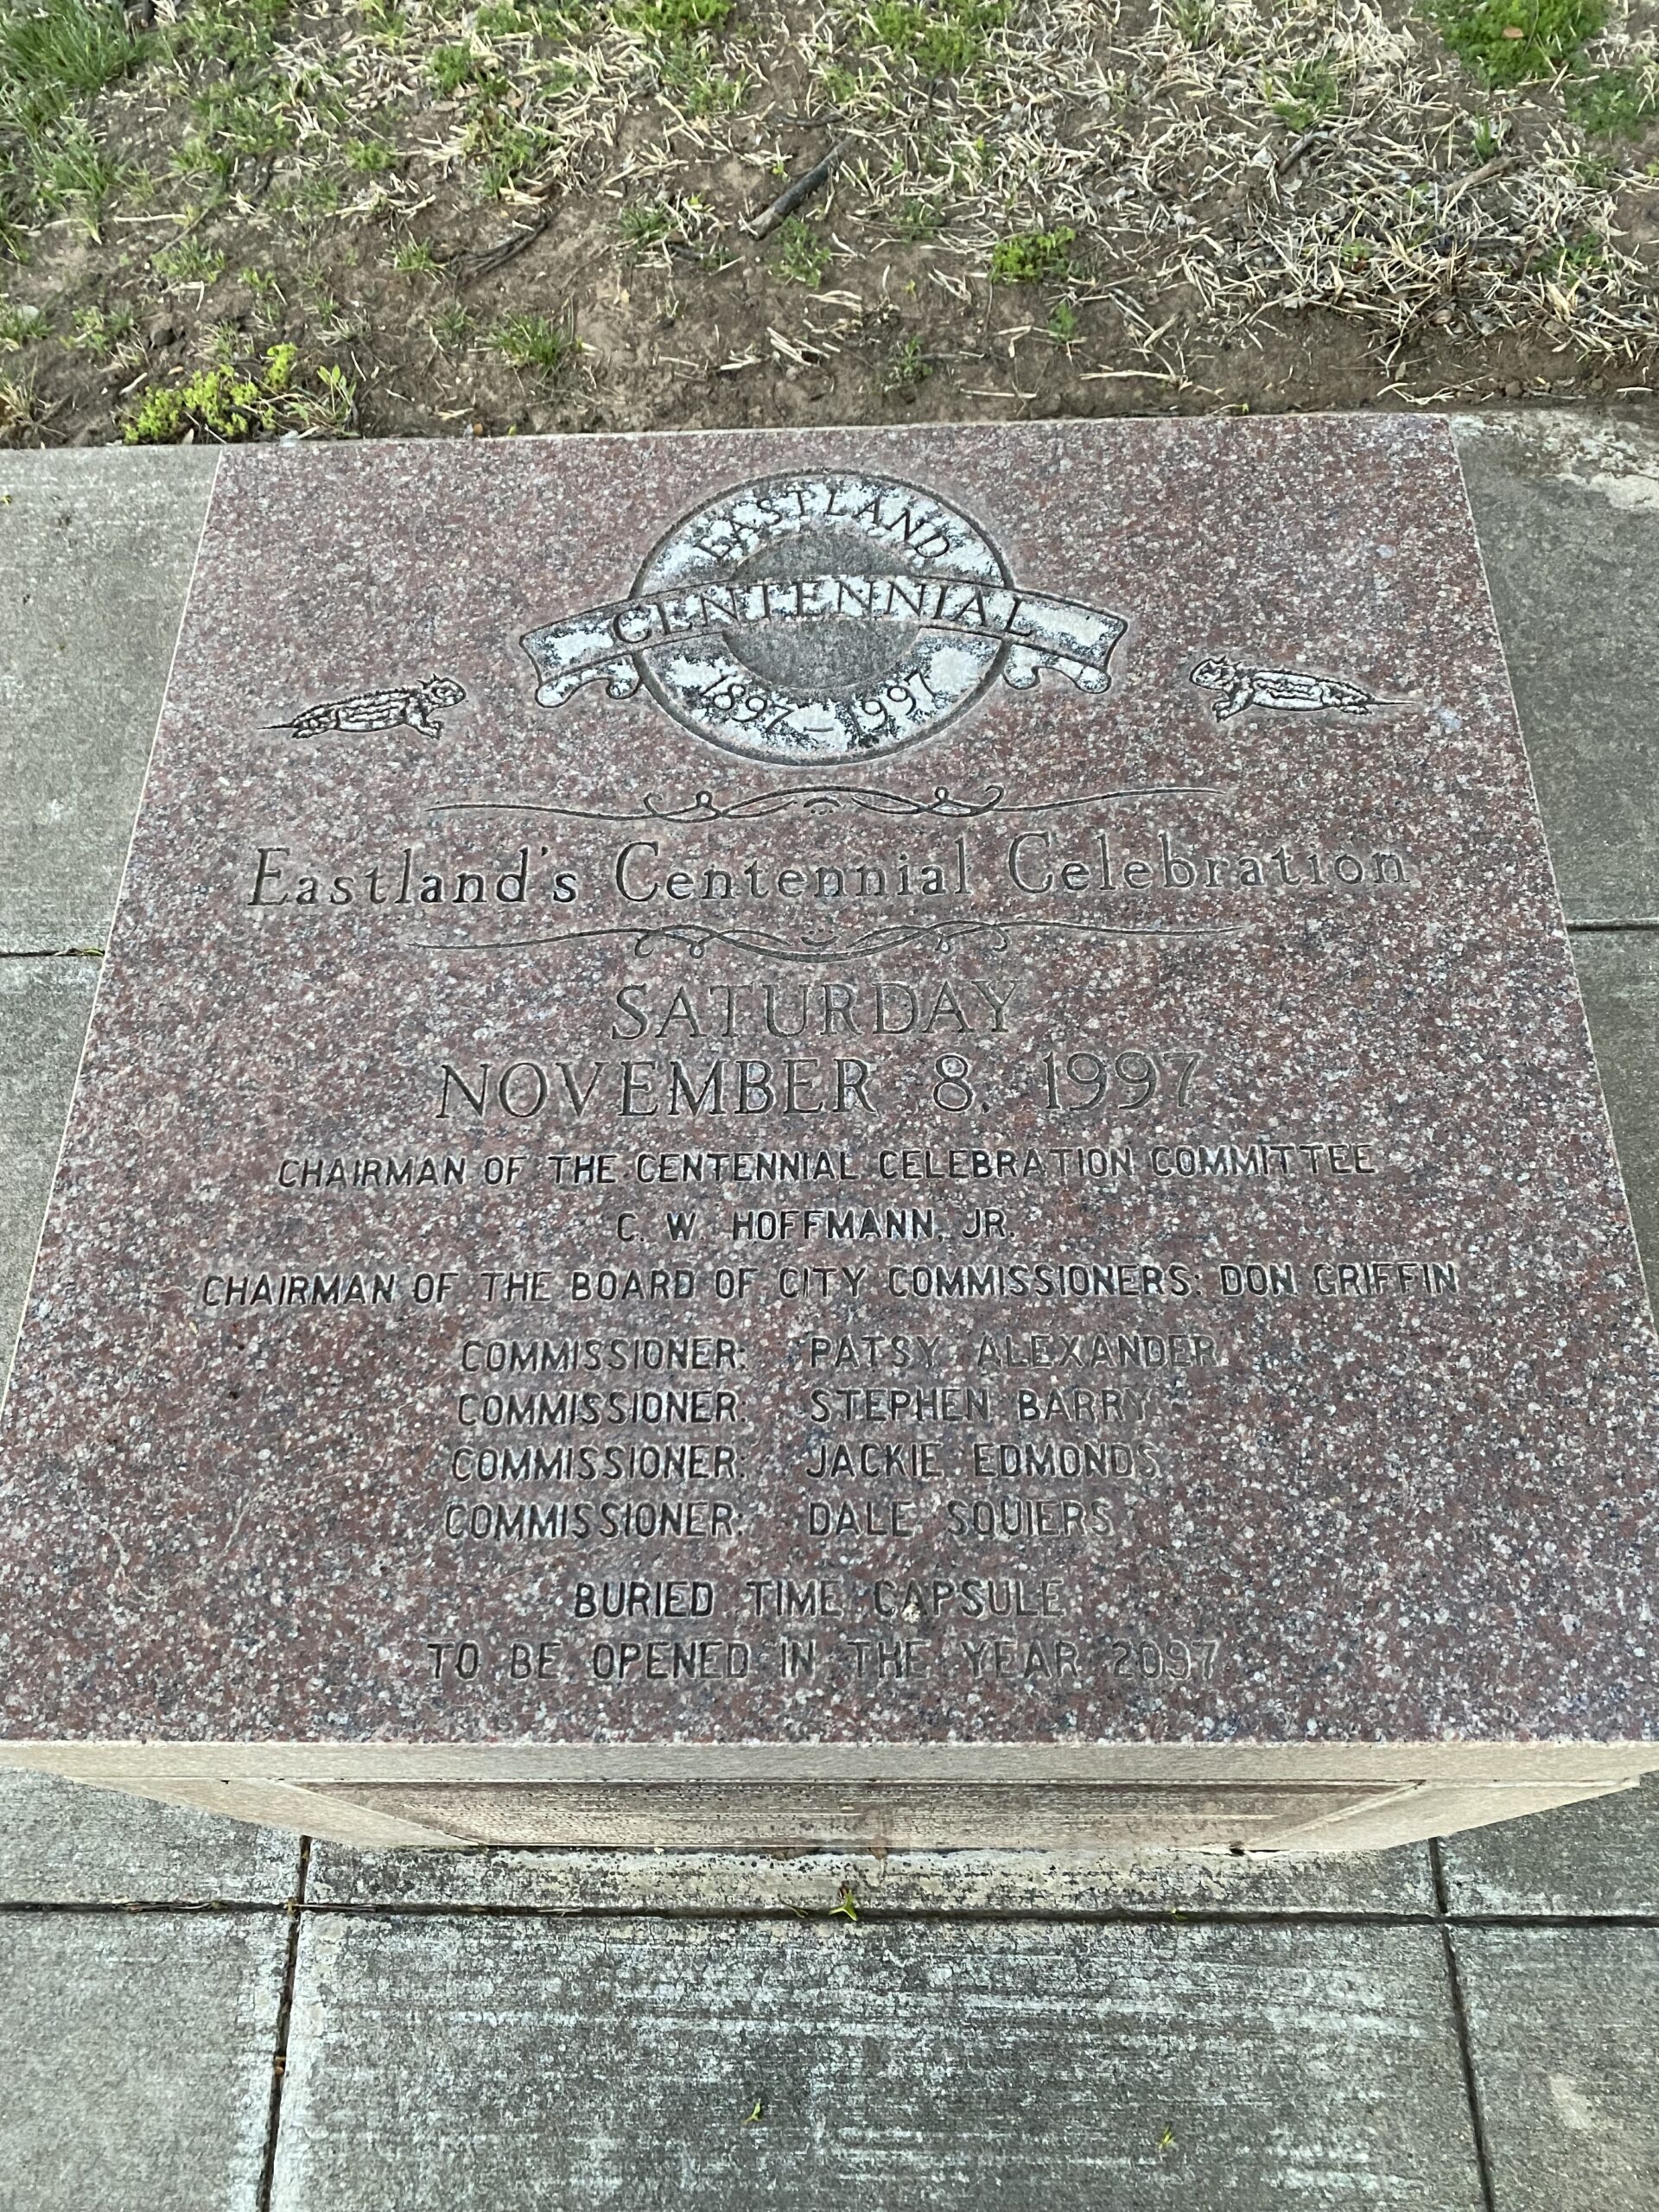 EASTLAND
CENTENNIAL
1897 – 1997
Eastland's Centennial Celebration
SATURDAY
NOVEMBER 8, 1997
CHAIRMAN OF THE CENTENNIAL CELEBRATION COMMITTEE
C. W. HOFFMANN, JR.
CHAIRMAN OF THE BOARD OF CITY COMMISSIONERS: DON GRIFFIN
COMMISSIONER: PATSY ALEXANDER
COMMISSIONER: STEPHEN BARRY
COMMISSIONER: JACKIE EDMONDS
COMMISSIONER: DALE SQUIERS
BURIED TIME CAPSULE
TO BE OPENED IN THE YEAR 2097